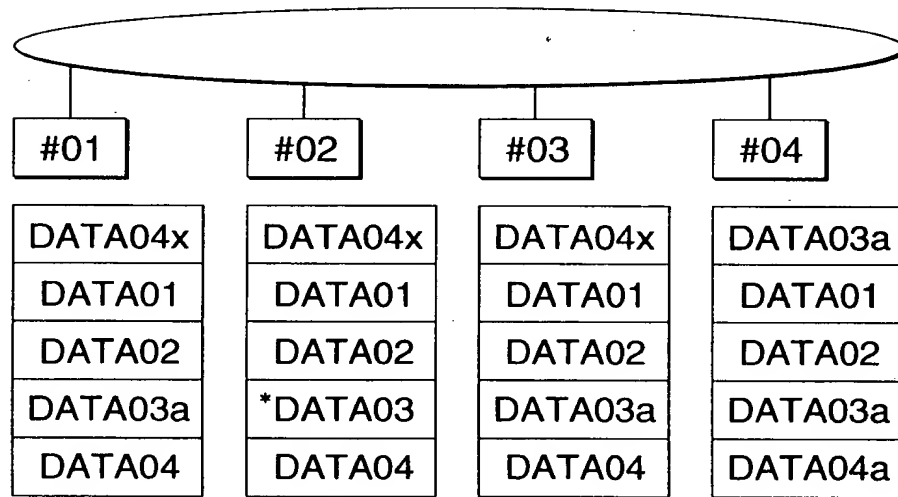 #01 #02 #03 #04
DATA04x DATA04x DATA04x DATA03a
DATA01 DATA01 DATA01 DATA01
DATA02 DATA02 DATA02 DATA02
DATA03a *DATA03 DATA03a DATA03a
DATA04 DATA04 DATA04 DATA04a